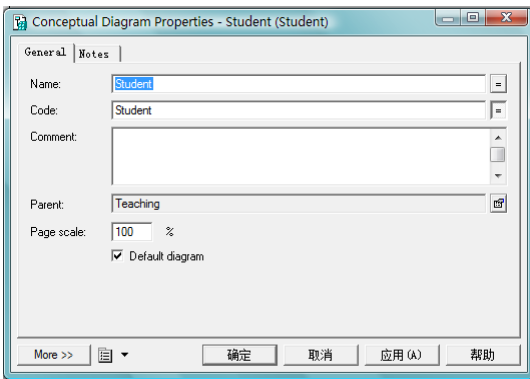 Conceptual Diagram Properties - Student (Student)
General Notes
Name: Student =
Code: Student =
Comment:
Parent: Teaching
Page scale: 100 %
Default diagram
More >> 确定 取消 应用(A) 帮助